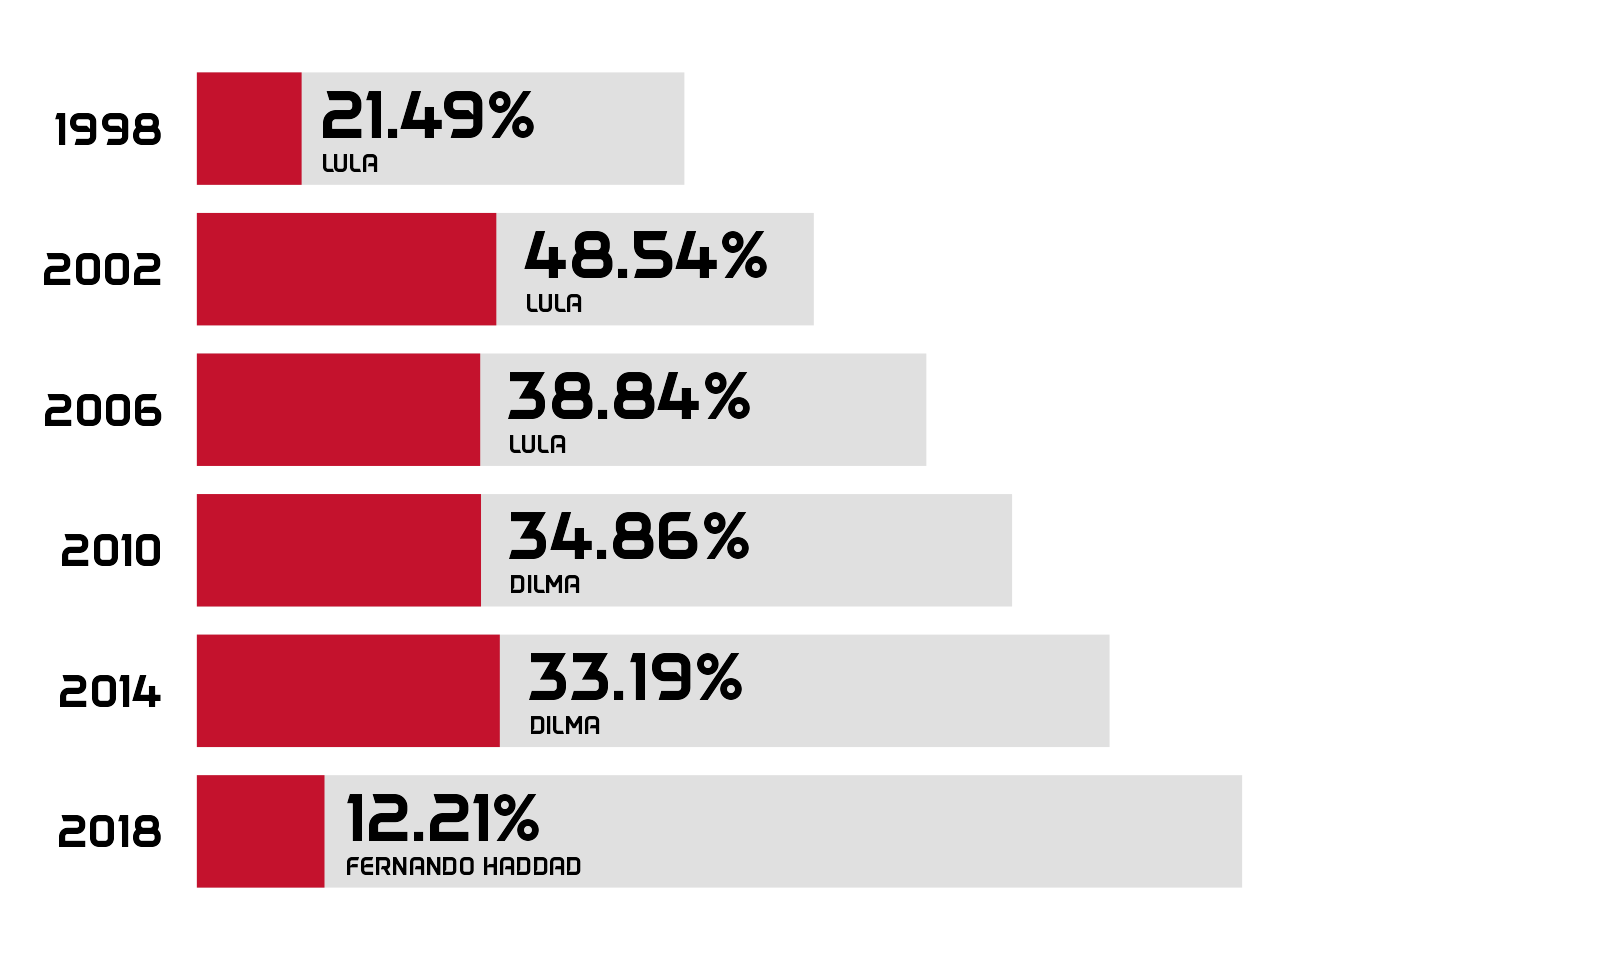 1998
21.49%
LULA
2002
48.54%
LULA
2006
38.84%
LULA
2010
34.86%
DILMA
2014
33.19%
DILMA
2018
12.21%
FERNANDO HADDAD